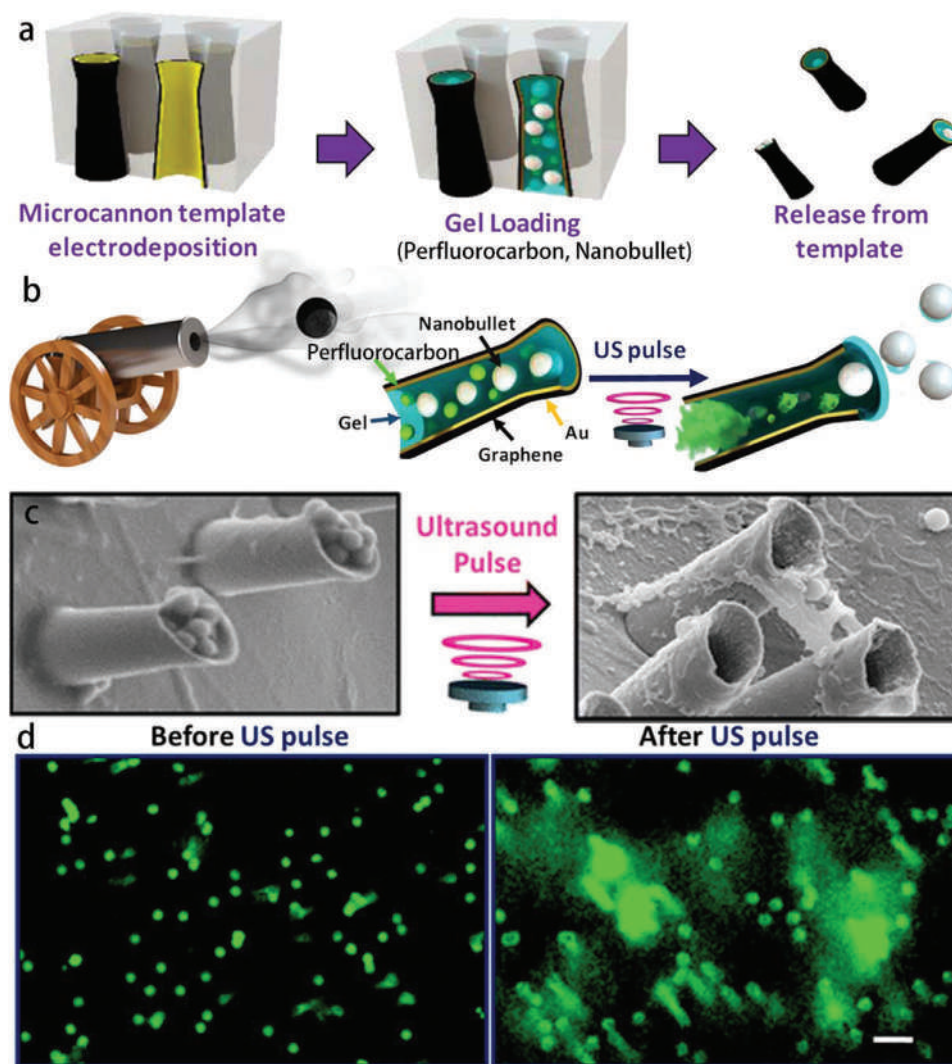 a
Microcannon template
electrodeposition
Gel Loading
(Perfluorocarbon, Nanobullet)
Release from
template
b
Nanobullet
Perfluorocarbon
US pulse
Gel
Au
Graphene
c
Ultrasound
Pulse
d
Before US pulse
After US pulse